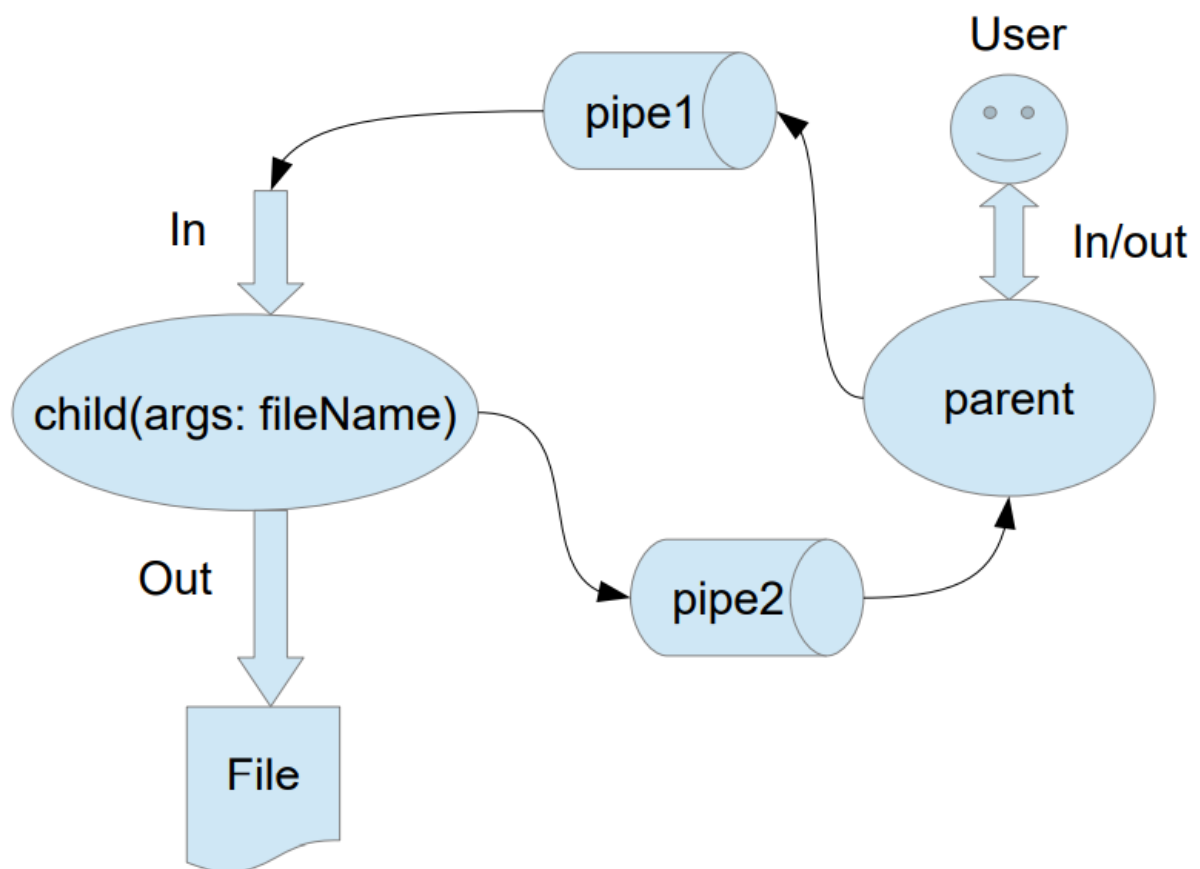 User
pipe1
In
In/out
child(args: fileName)
parent
Out
pipe2
File